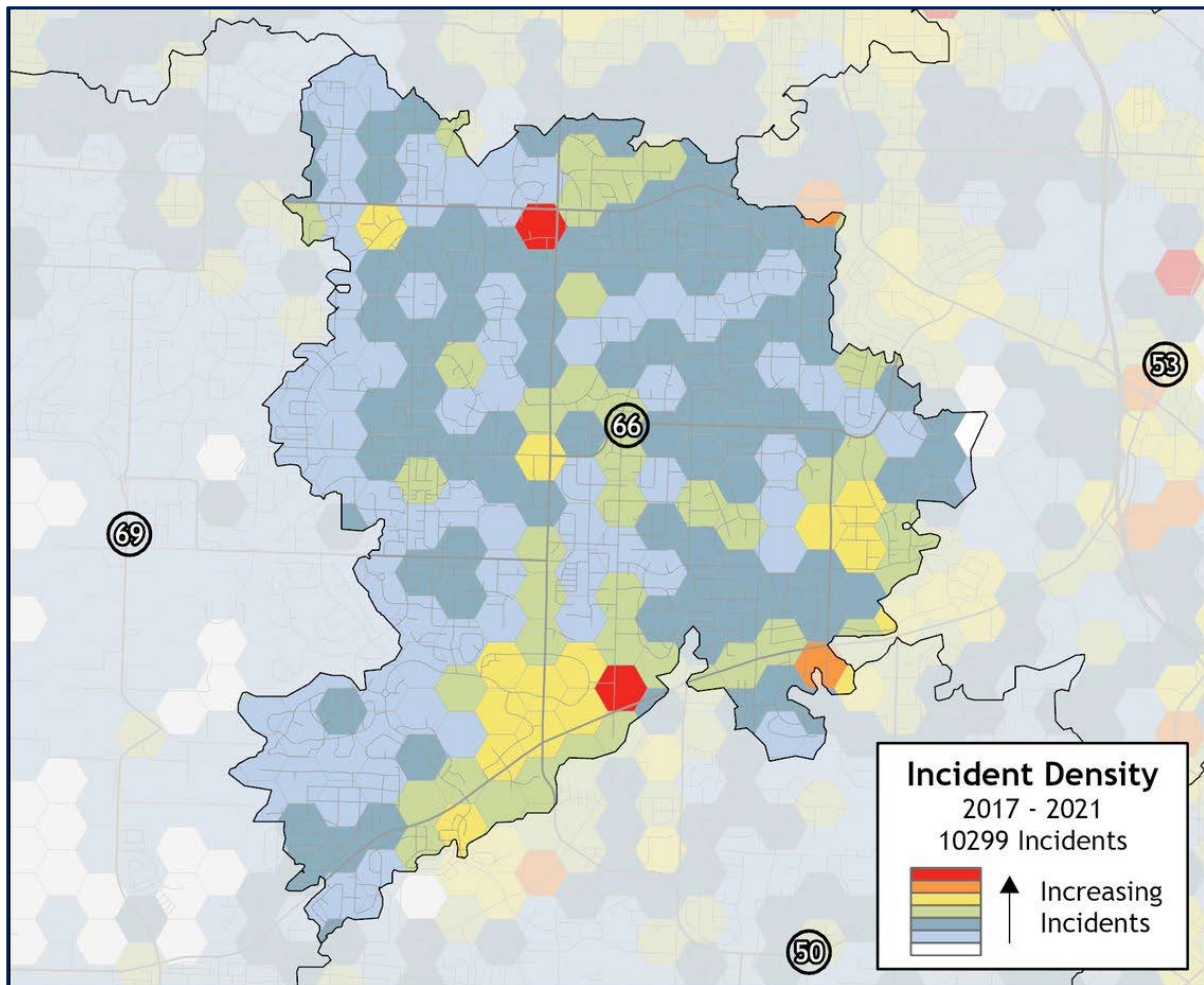 53
66
69
Incident Density
2017 - 2021
10299 Incidents
Increasing
Incidents
50